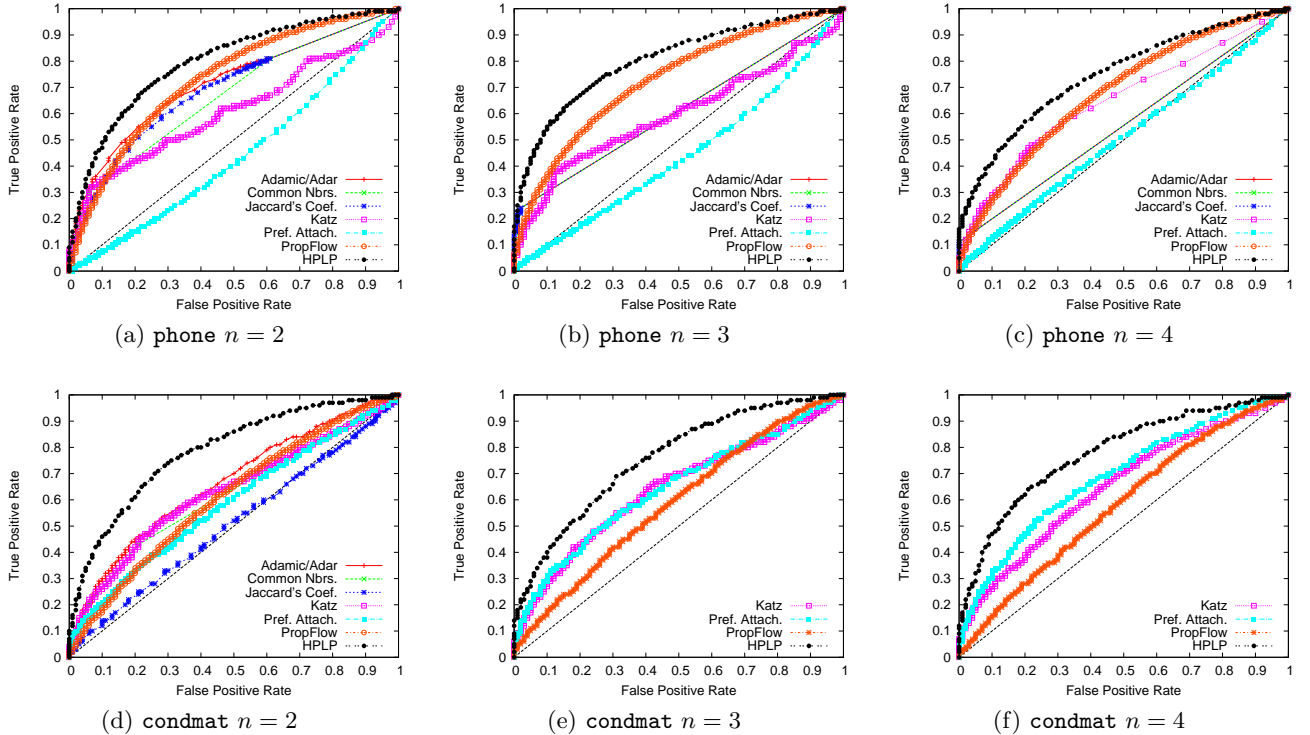 1
0.9
0.8
0.7
0.6
0.5
0.4
0.3
0.2
0.1
0
True Positive Rate
Adamic/Adar
Common Nbrs.
Jaccard's Coef.
Katz
Pref. Attach.
PropFlow
HPLP
0 0.1 0.2 0.3 0.4 0.5 0.6 0.7 0.8 0.9 1
False Positive Rate
(a) phone n = 2
1
0.9
0.8
0.7
0.6
0.5
0.4
0.3
0.2
0.1
0
True Positive Rate
Adamic/Adar
Common Nbrs.
Jaccard's Coef.
Katz
Pref. Attach.
PropFlow
HPLP
0 0.1 0.2 0.3 0.4 0.5 0.6 0.7 0.8 0.9 1
False Positive Rate
(b) phone n = 3
1
0.9
0.8
0.7
0.6
0.5
0.4
0.3
0.2
0.1
0
True Positive Rate
Adamic/Adar
Common Nbrs.
Jaccard's Coef.
Katz
Pref. Attach.
PropFlow
HPLP
0 0.1 0.2 0.3 0.4 0.5 0.6 0.7 0.8 0.9 1
False Positive Rate
(c) phone n = 4
1
0.9
0.8
0.7
0.6
0.5
0.4
0.3
0.2
0.1
0
True Positive Rate
Adamic/Adar
Common Nbrs.
Jaccard's Coef.
Katz
Pref. Attach.
PropFlow
HPLP
0 0.1 0.2 0.3 0.4 0.5 0.6 0.7 0.8 0.9 1
False Positive Rate
(d) condmat n = 2
1
0.9
0.8
0.7
0.6
0.5
0.4
0.3
0.2
0.1
0
True Positive Rate
Katz
Pref. Attach.
PropFlow
HPLP
0 0.1 0.2 0.3 0.4 0.5 0.6 0.7 0.8 0.9 1
False Positive Rate
(e) condmat n = 3
1
0.9
0.8
0.7
0.6
0.5
0.4
0.3
0.2
0.1
0
True Positive Rate
Katz
Pref. Attach.
PropFlow
HPLP
0 0.1 0.2 0.3 0.4 0.5 0.6 0.7 0.8 0.9 1
False Positive Rate
(f) condmat n = 4